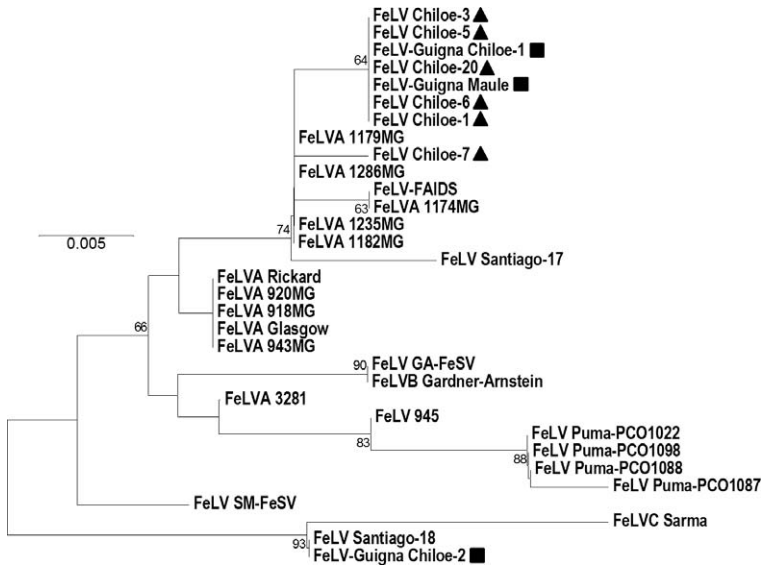 FeLV Chiloe-3
FeLV Chiloe-5
FeLV-Guigna Chiloe-1
64
FeLV Chiloe-20
FeLV-Guigna Maule
FeLV Chiloe-6
FeLV Chiloe-1
FeLVA 1179MG
FeLV Chiloe-7
FeLVA 1286MG
FeLV-FAIDS
63
FeLVA 1174MG
FeLVA 1235MG
74
FeLVA 1182MG
0.005
FeLV Santiago-17
FeLVA Rickard
FeLVA 920MG
FeLVA 918MG
66
FeLVA Glasgow
FeLVA 943MG
90
FeLV GA-FeSV
FeLVB Gardner-Arnstein
FeLVA 3281
FeLV 945
83
FeLV Puma-PCO1022
FeLV Puma-PCO1098
88
FeLV Puma-PCO1088
FeLV Puma-PCO1087
FeLV SM-FeSV
FeLVC Sarma
FeLV Santiago-18
93
FeLV-Guigna Chiloe-2